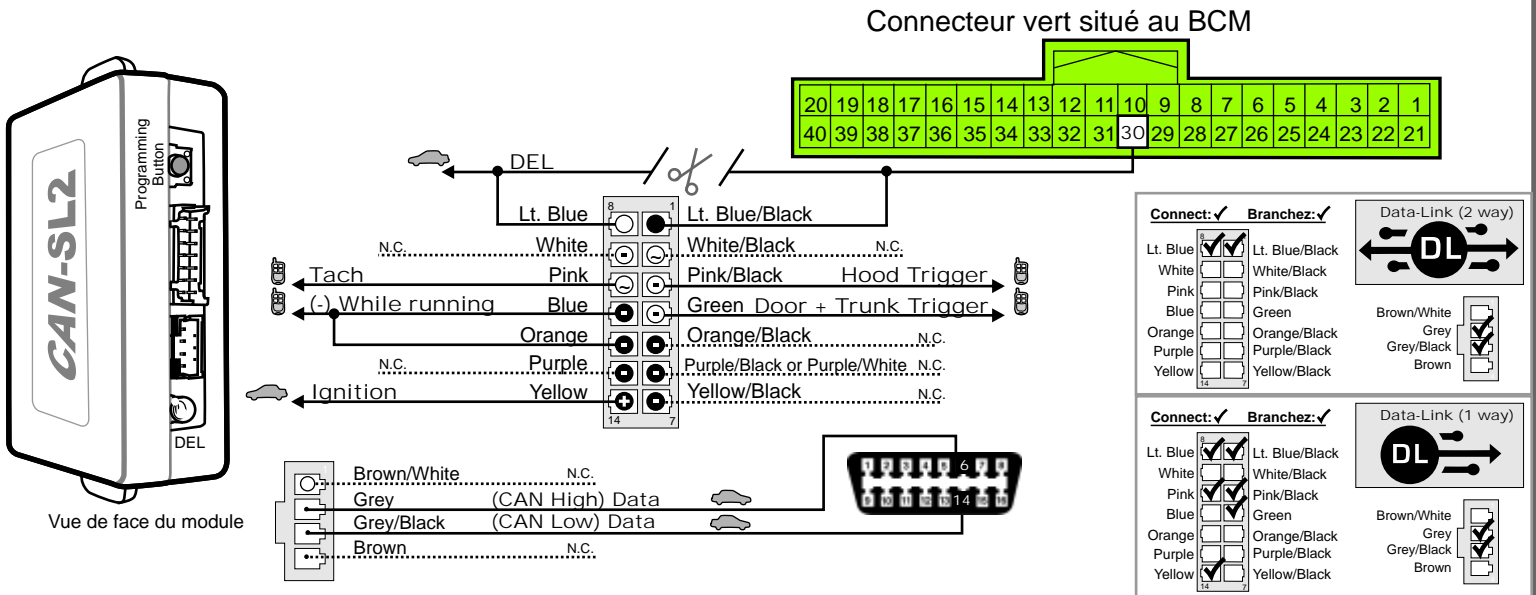 Connecteur vert situé au BCM
20 19 18 17 16 15 14 13 12 11 10 9 8 7 6 5 4 3 2 1
40 39 38 37 36 35 34 33 32 31 30 29 28 27 26 25 24 23 22 21
Programming
Button
CAN-SL2
DEL
Vue de face du module
DEL
8 1
Lt. Blue Lt. Blue/Black
N.C. White White/Black N.C.
Tach Pink Pink/Black Hood Trigger
(-) While running Blue Green Door + Trunk Trigger
Orange Orange/Black N.C.
N.C. Purple Purple/Black or Purple/White N.C.
Ignition Yellow Yellow/Black N.C.
14 7
1
Brown/White N.C.
Grey (CAN High) Data
Grey/Black (CAN Low) Data
Brown N.C.
1 2 3 4 5 6 7 8
9 10 11 12 13 14 15 16
Connect:✓ Branchez:✓
8
Lt. Blue Lt. Blue/Black
White White/Black
Pink Pink/Black
Blue Green
Orange Orange/Black
Purple Purple/Black
Yellow Yellow/Black
14 7
Data-Link (2 way)
DL
Brown/White
Grey
Grey/Black
Brown
Connect:✓ Branchez:✓
8
Lt. Blue Lt. Blue/Black
White White/Black
Pink Pink/Black
Blue Green
Orange Orange/Black
Purple Purple/Black
Yellow Yellow/Black
14 7
Data-Link (1 way)
DL
Brown/White
Grey
Grey/Black
Brown